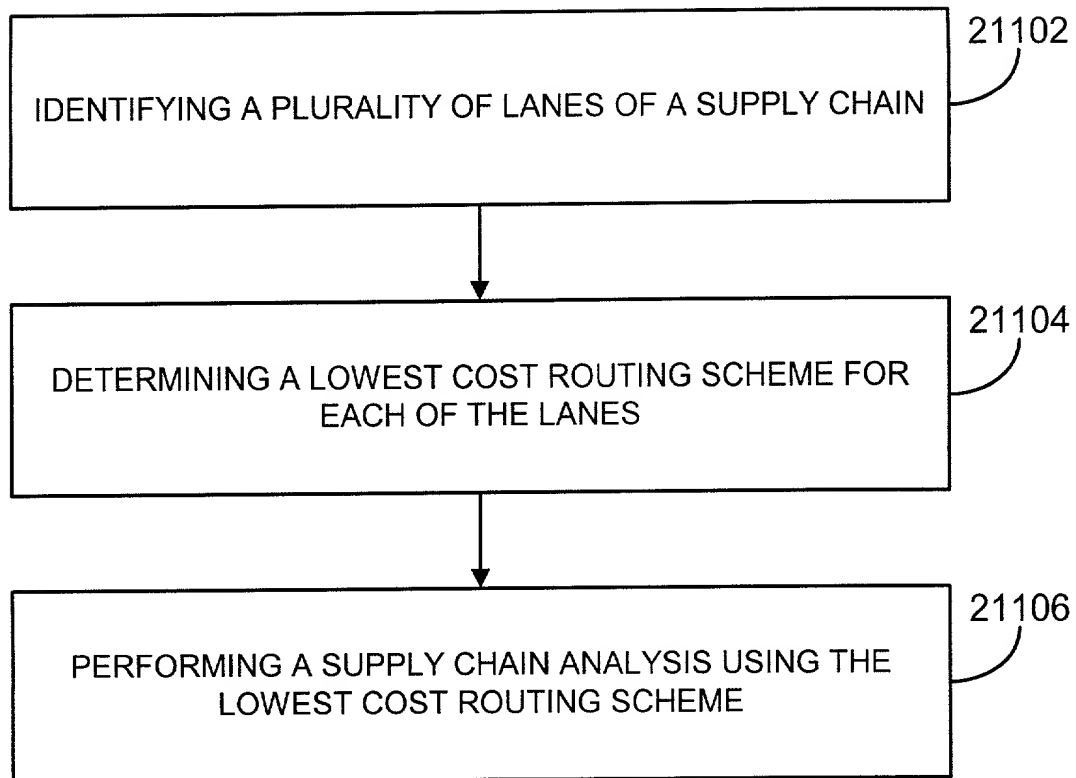 21102
IDENTIFYING A PLURALITY OF LANES OF A SUPPLY CHAIN
21104
DETERMINING A LOWEST COST ROUTING SCHEME FOR
EACH OF THE LANES
21106
PERFORMING A SUPPLY CHAIN ANALYSIS USING THE
LOWEST COST ROUTING SCHEME